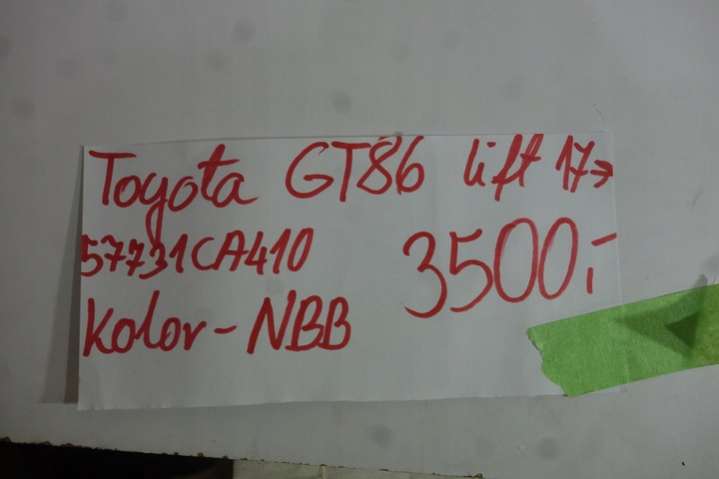 Toyota GT86 lift 17→
57731CA410 3500,-
kolor - NBB